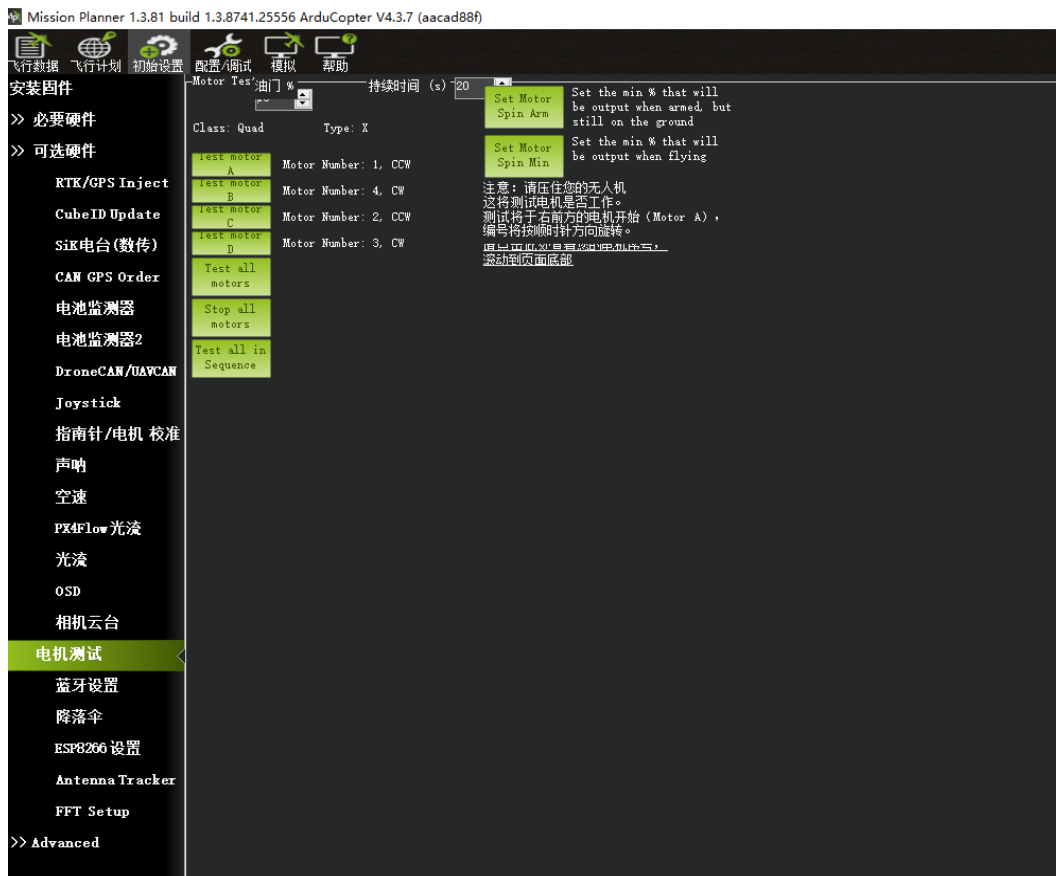 Mission Planner 1.3.81 build 1.3.8741.25556 ArduCopter V4.3.7 (aacad88f)
飞行数据 飞行计划 初始设置 配置/调试 模拟 帮助
安装固件
>> 必要硬件
>> 可选硬件
RTK/GPS Inject
CubeID Update
SiK电台(数传)
CAN GPS Order
电池监测器
电池监测器2
DroneCAN/UAVCAN
Joystick
指南针/电机 校准
声呐
空速
PX4Flow光流
光流
OSD
相机云台
电机测试
蓝牙设置
降落伞
ESP8266 设置
Antenna Tracker
FFT Setup
>> Advanced
Motor Tes 油门 % 持续时间 (s) 20
Class: Quad Type: X
Test motor A Motor Number: 1, CCW
Test motor B Motor Number: 4, CW
Test motor C Motor Number: 2, CCW
Test motor D Motor Number: 3, CW
Test all
motors
Stop all
motors
Test all in
Sequence
Set Motor
Spin Arm
Set the min % that will
be output when armed, but
still on the ground
Set Motor
Spin Min
Set the min % that will
be output when flying
注意：请压住您的无人机
这将测试电机是否工作。
测试将于右前方的电机开始（Motor A），
编号将按顺时针方向旋转。
滚动到页面底部